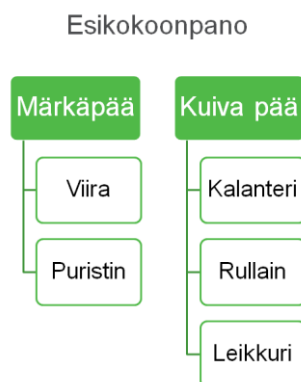 Esikokoonpano
Märkäpää
Viira
Puristin
Kuiva pää
Kalanteri
Rullain
Leikkuri